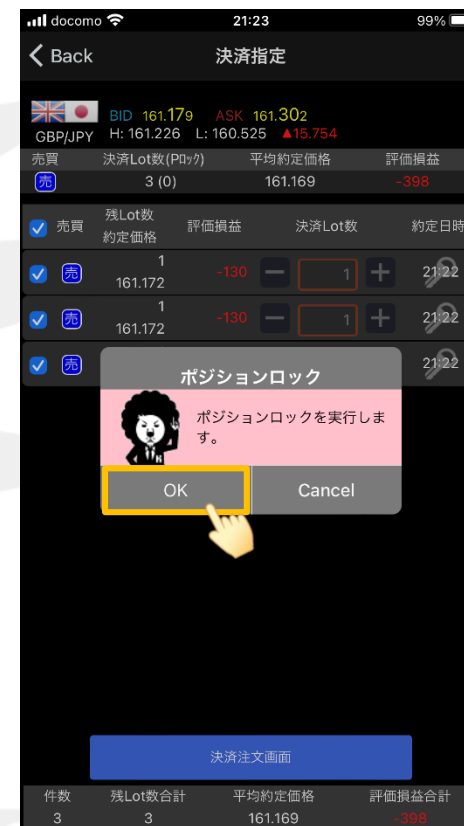 docomo 21:23 99%
Back 決済指定
BID 161.179 ASK 161.302
GBP/JPY H: 161.226 L: 160.525 ▲15.754
売買 決済Lot数(Pロック) 平均約定価格 評価損益
売 3 (0) 161.169 -398
売買 残Lot数 評価損益 決済Lot数 約定日時
約定価格
売 1 -130 1 21:22
161.172
売 1 -130 1 21:22
161.172
売 21:22
ポジションロック
ポジションロックを実行しま
す。
OK Cancel
決済注文画面
件数 残Lot数合計 平均約定価格 評価損益合計
3 3 161.169 -398